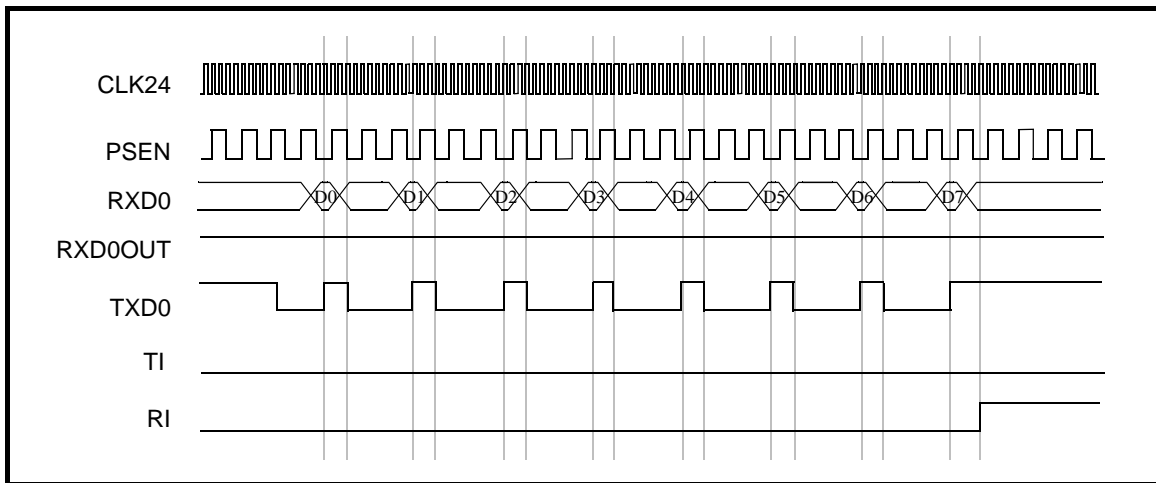 CLK24
PSEN
RXD0 D0 D1 D2 D3 D4 D5 D6 D7
RXD0OUT
TXD0
TI
RI